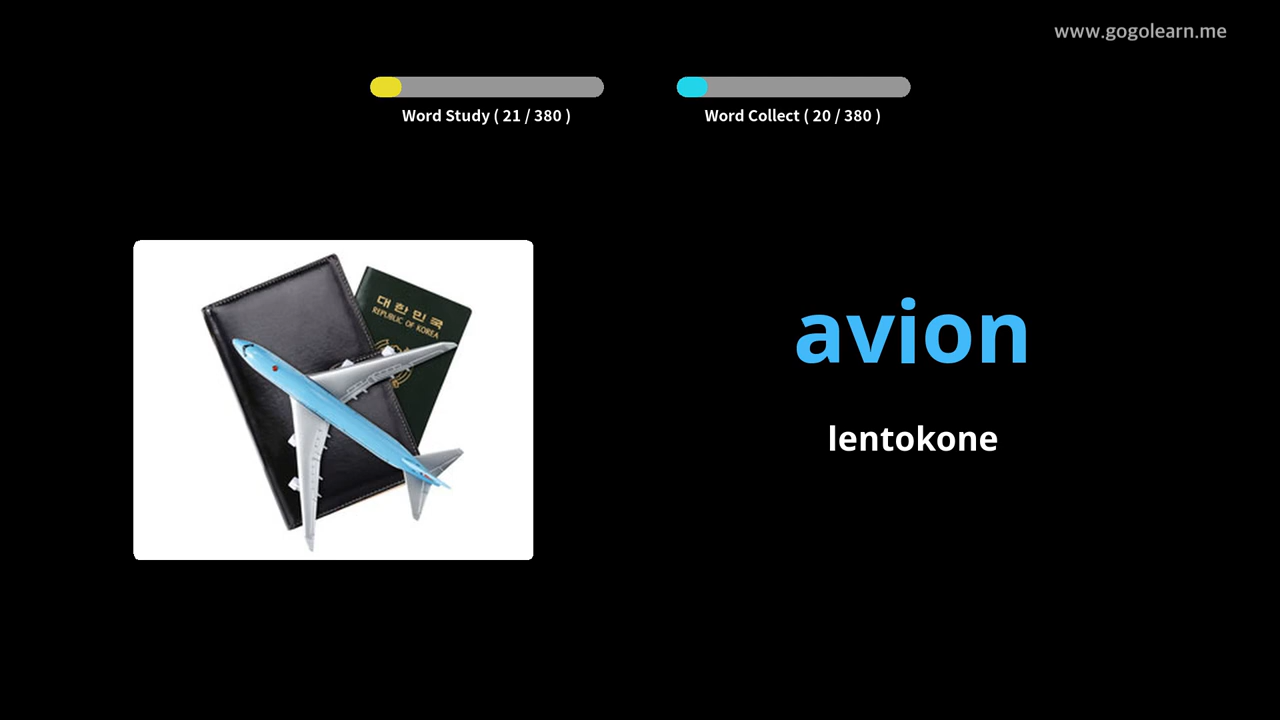 www.gogolearn.me
Word Study ( 21 / 380 )
Word Collect ( 20 / 380 )
대한민국
REPUBLIC OF KOREA
avion
lentokone